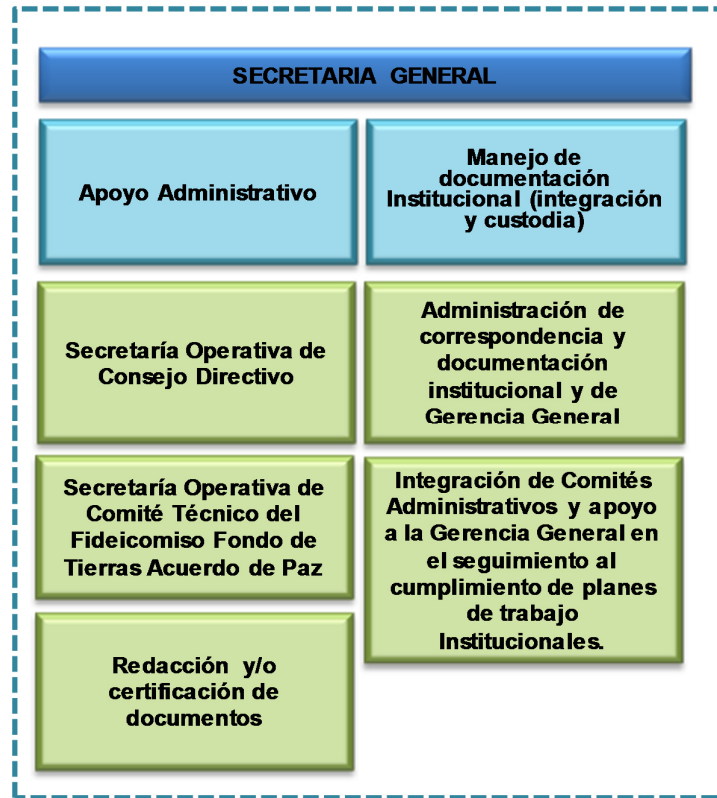 SECRETARIA GENERAL
Apoyo Administrativo
Manejo de
documentación
Institucional (integración
y custodia)
Secretaría Operativa de
Consejo Directivo
Administración de
correspondencia y
documentación
institucional y de
Gerencia General
Secretaría Operativa de
Comité Técnico del
Fideicomiso Fondo de
Tierras Acuerdo de Paz
Integración de Comités
Administrativos y apoyo
a la Gerencia General en
el seguimiento al
cumplimiento de planes
de trabajo
Institucionales.
Redacción y/o
certificación de
documentos